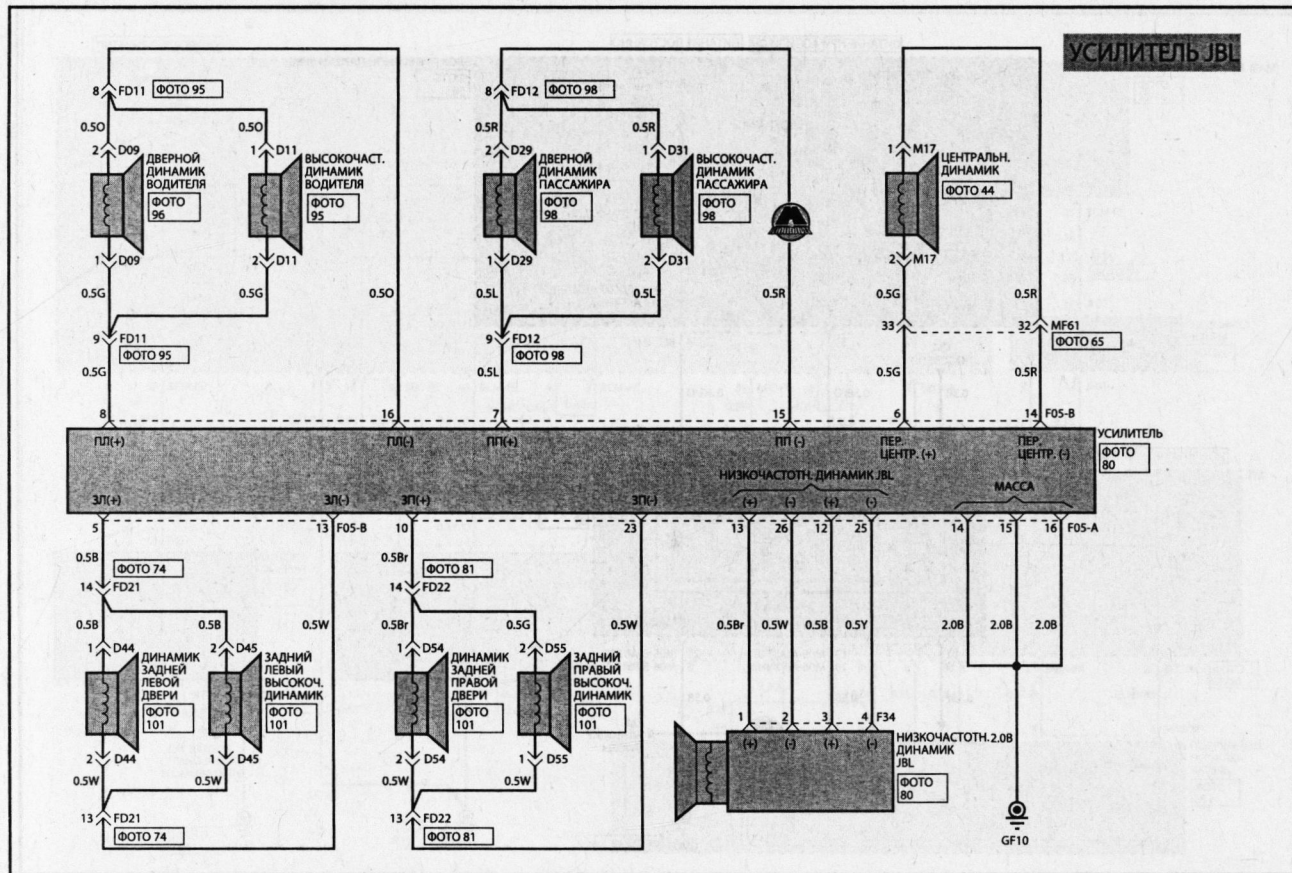 УСИЛИТЕЛЬ JBL
8 FD11 ФОТО 95
8 FD12 ФОТО 98
0.5O 0.5O 0.5R 0.5R
2 D09 1 D11 2 D29 1 D31 1 M17
ДВЕРНОЙ ДИНАМИК ВОДИТЕЛЯ
ФОТО 96
ВЫСОКОЧАСТ. ДИНАМИК ВОДИТЕЛЯ
ФОТО 95
ДВЕРНОЙ ДИНАМИК ПАССАЖИРА
ФОТО 98
ВЫСОКОЧАСТ. ДИНАМИК ПАССАЖИРА
ФОТО 98
ЦЕНТРАЛЬН. ДИНАМИК
ФОТО 44
1 D09 2 D11 1 D29 2 D31 2 M17
0.5G 0.5G 0.5O 0.5L 0.5L 0.5R 0.5G 0.5R
9 FD11 9 FD12 33 32 MF61
ФОТО 95 ФОТО 98 ФОТО 65
0.5G 0.5L 0.5G 0.5R
8 16 7 15 6 14 F05-B
ПЛ(+) ПЛ(-) ПП(+) ПП (-) ПЕР. ЦЕНТР. (+) ПЕР. ЦЕНТР. (-)
УСИЛИТЕЛЬ
ФОТО 80
НИЗКОЧАСТОТН. ДИНАМИК JBL
МАССА
ЗЛ(+) ЗЛ(-) ЗП(+) ЗП(-) (+) (-) (+) (-)
5 13 F05-B 10 23 13 26 12 25 14 15 16 F05-A
0.5B ФОТО 74 0.5Br ФОТО 81
14 FD21 14 FD22
0.5B 0.5B 0.5W 0.5Br 0.5G 0.5W 0.5Br 0.5W 0.5B 0.5Y 2.0B 2.0B 2.0B
1 D44 2 D45 1 D54 2 D55
ДИНАМИК ЗАДНЕЙ ЛЕВОЙ ДВЕРИ
ФОТО 101
ЗАДНИЙ ЛЕВЫЙ ВЫСОКОЧ. ДИНАМИК
ФОТО 101
ДИНАМИК ЗАДНЕЙ ПРАВОЙ ДВЕРИ
ФОТО 101
ЗАДНИЙ ПРАВЫЙ ВЫСОКОЧ. ДИНАМИК
ФОТО 101
1 2 3 4 F34
(+) (-) (+) (-)
НИЗКОЧАСТОТН. ДИНАМИК JBL
ФОТО 80
2.0B
2 D44 1 D45 2 D54 1 D55
0.5W 0.5W 0.5W 0.5W
13 FD21 13 FD22
ФОТО 74 ФОТО 81
GF10